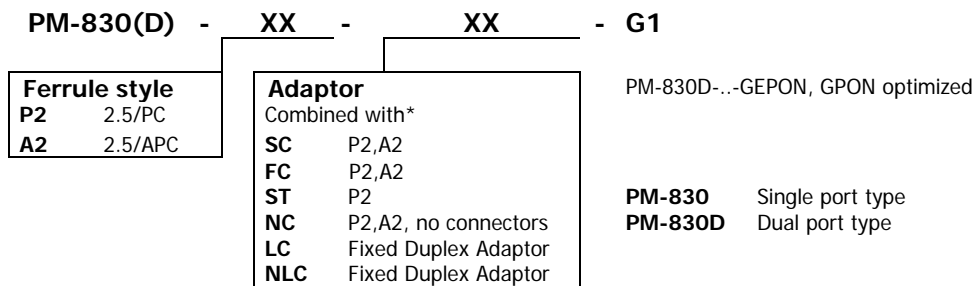 PM-830(D) - XX - XX - G1
Ferrule style
P2 2.5/PC
A2 2.5/APC
Adaptor
Combined with*
SC P2,A2
FC P2,A2
ST P2
NC P2,A2, no connectors
LC Fixed Duplex Adaptor
NLC Fixed Duplex Adaptor
PM-830D-..-GEPON, GPON optimized
PM-830 Single port type
PM-830D Dual port type